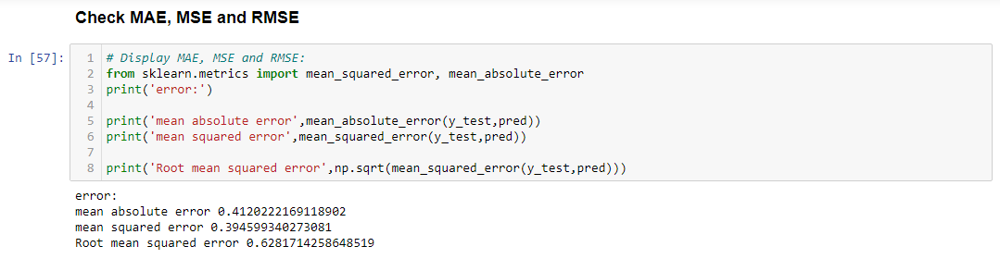 Check MAE, MSE and RMSE
In [57]:
1 # Display MAE, MSE and RMSE:
2 from sklearn.metrics import mean_squared_error, mean_absolute_error
3 print('error:')
4
5 print('mean absolute error',mean_absolute_error(y_test,pred))
6 print('mean squared error',mean_squared_error(y_test,pred))
7
8 print('Root mean squared error',np.sqrt(mean_squared_error(y_test,pred)))
error:
mean absolute error 0.4120222169118902
mean squared error 0.394599340273081
Root mean squared error 0.6281714258648519